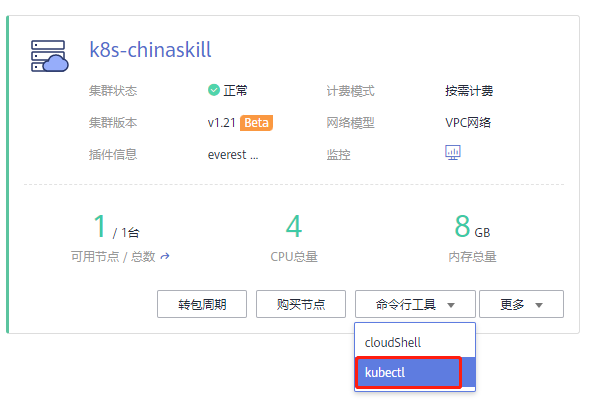 k8s-chinaskill
集群状态 正常 计费模式 按需计费
集群版本 v1.21 Beta 网络模型 VPC网络
插件信息 everest ... 监控
1 / 1台 4 8 GB
可用节点 / 总数 CPU总量 内存总量
转包周期 购买节点 命令行工具 更多
cloudShell
kubectl